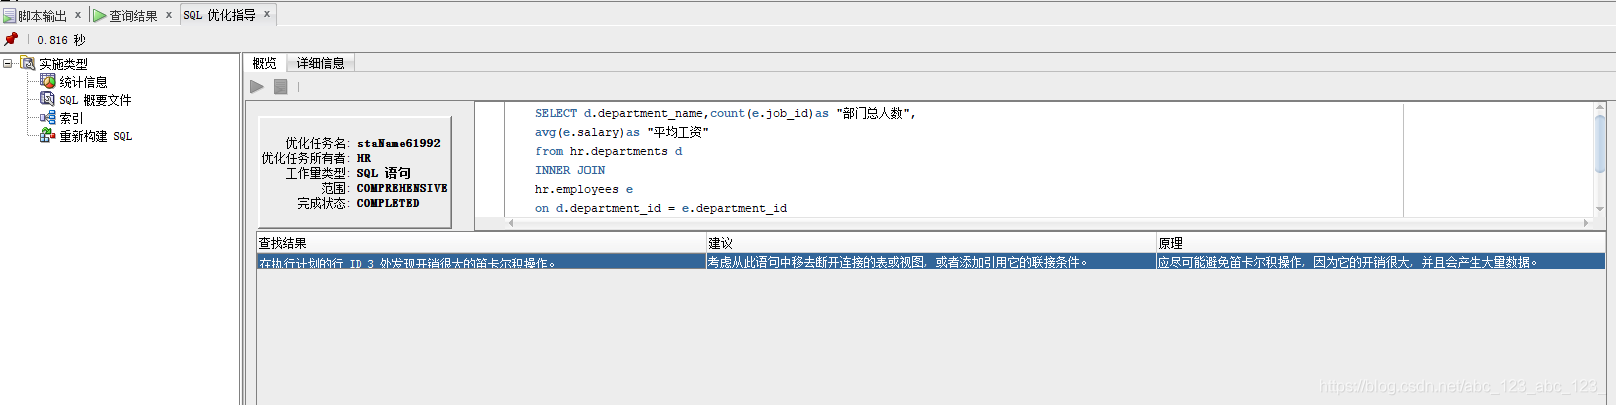 脚本输出 x 查询结果 x SQL 优化指导 x
0.816 秒
实施类型
统计信息
SQL 概要文件
索引
重新构建 SQL
概览 详细信息
优化任务名: staName61992
优化任务所有者: HR
工作量类型: SQL 语句
范围: COMPREHENSIVE
完成状态: COMPLETED
SELECT d.department_name,count(e.job_id)as "部门总人数",
avg(e.salary)as "平均工资"
from hr.departments d
INNER JOIN
hr.employees e
on d.department_id = e.department_id
查找结果 建议 原理
在执行计划的行 ID 3 处发现开销很大的笛卡尔积操作。 考虑从此语句中移去断开连接的表或视图, 或者添加引用它的联接条件。 应尽可能避免笛卡尔积操作, 因为它的开销很大, 并且会产生大量数据。
https://blog.csdn.net/abc_123_abc_123_